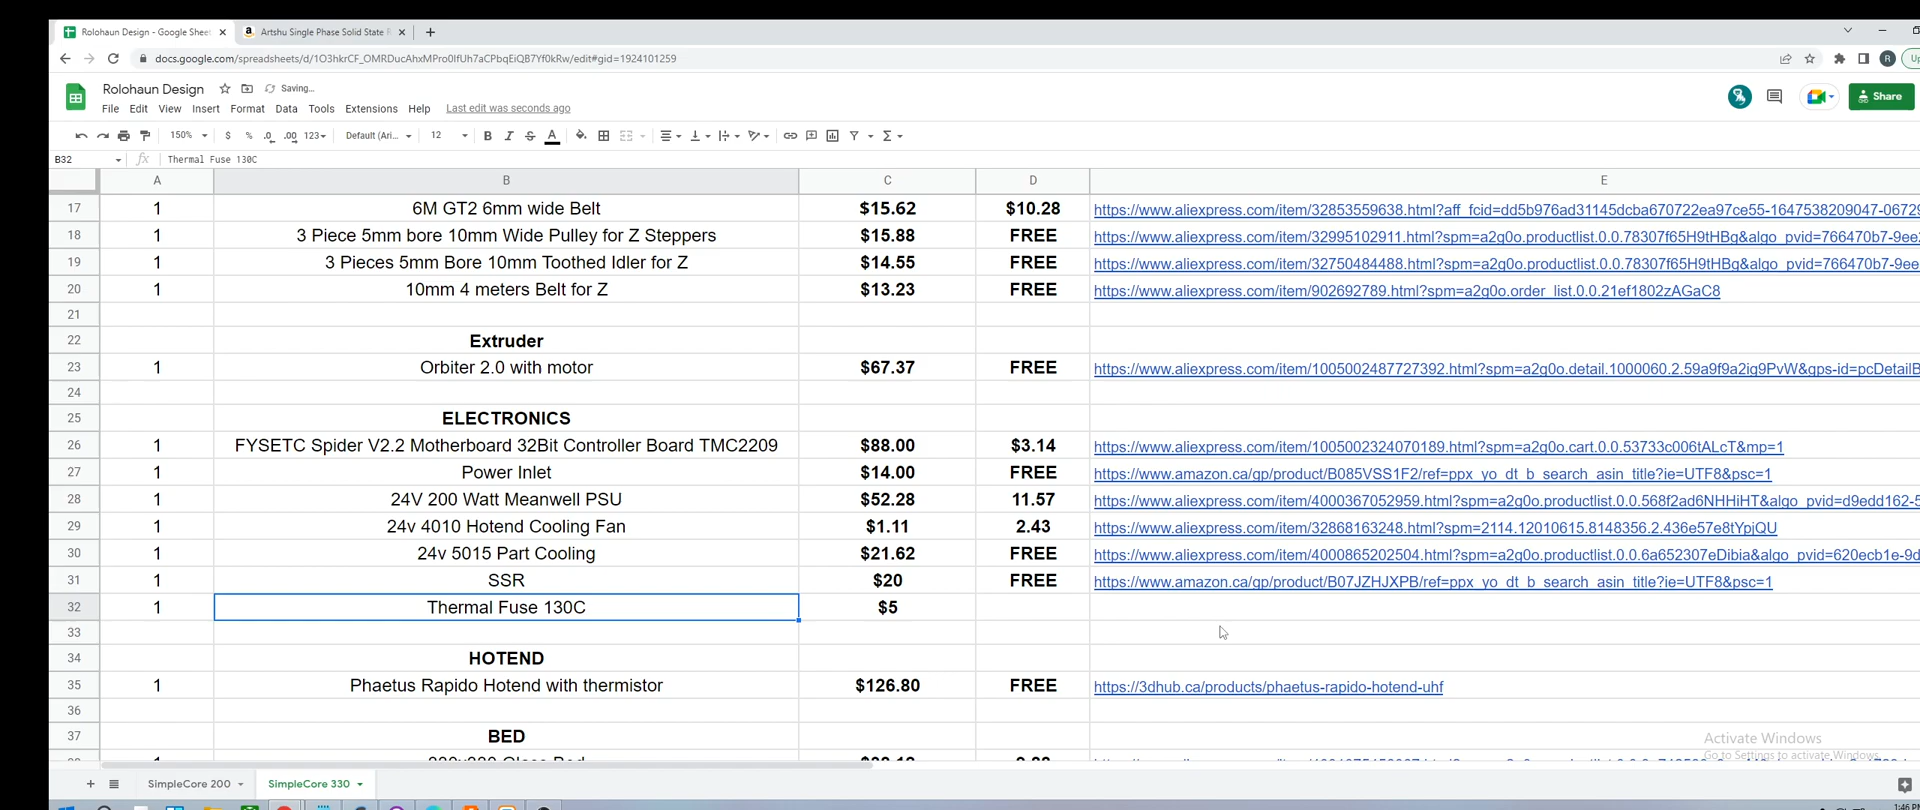 Rolohaun Design - Google Sheet
Artshu Single Phase Solid State
docs.google.com/spreadsheets/d/1O3hkrCF_OMRDucAhxMPro0IfUh7aCPbqEiQB7Yf0kRw/edit#gid=1924101259
R
Up
Rolohaun Design
Saving...
File Edit View Insert Format Data Tools Extensions Help Last edit was seconds ago
Share
150% $ % .0 .00 123 Default (Ari... 12 B I S A
B32 fx Thermal Fuse 130C
A B C D E
17 1 6M GT2 6mm wide Belt $15.62 $10.28 https://www.aliexpress.com/item/32853559638.html?aff_fcid=dd5b976ad31145dcba670722ea97ce55-1647538209047-0672
18 1 3 Piece 5mm bore 10mm Wide Pulley for Z Steppers $15.88 FREE https://www.aliexpress.com/item/32995102911.html?spm=a2g0o.productlist.0.0.78307f65H9tHBg&algo_pvid=766470b7-9ee
19 1 3 Pieces 5mm Bore 10mm Toothed Idler for Z $14.55 FREE https://www.aliexpress.com/item/32750484488.html?spm=a2g0o.productlist.0.0.78307f65H9tHBg&algo_pvid=766470b7-9ee
20 1 10mm 4 meters Belt for Z $13.23 FREE https://www.aliexpress.com/item/902692789.html?spm=a2g0o.order_list.0.0.21ef1802zAGaC8
21
22 Extruder
23 1 Orbiter 2.0 with motor $67.37 FREE https://www.aliexpress.com/item/1005002487727392.html?spm=a2g0o.detail.1000060.2.59a9f9a2ig9PvW&gps-id=pcDetailB
24
25 ELECTRONICS
26 1 FYSETC Spider V2.2 Motherboard 32Bit Controller Board TMC2209 $88.00 $3.14 https://www.aliexpress.com/item/1005002324070189.html?spm=a2g0o.cart.0.0.53733c006tALcT&mp=1
27 1 Power Inlet $14.00 FREE https://www.amazon.ca/gp/product/B085VSS1F2/ref=ppx_yo_dt_b_search_asin_title?ie=UTF8&psc=1
28 1 24V 200 Watt Meanwell PSU $52.28 11.57 https://www.aliexpress.com/item/4000367052959.html?spm=a2g0o.productlist.0.0.568f2ad6NHHiHT&algo_pvid=d9edd162-5
29 1 24v 4010 Hotend Cooling Fan $1.11 2.43 https://www.aliexpress.com/item/32868163248.html?spm=2114.12010615.8148356.2.436e57e8tYpjQU
30 1 24v 5015 Part Cooling $21.62 FREE https://www.aliexpress.com/item/4000865202504.html?spm=a2g0o.productlist.0.0.6a652307eDibia&algo_pvid=620ecb1e-9d
31 1 SSR $20 FREE https://www.amazon.ca/gp/product/B07JZHJXPB/ref=ppx_yo_dt_b_search_asin_title?ie=UTF8&psc=1
32 1 Thermal Fuse 130C $5
33
34 HOTEND
35 1 Phaetus Rapido Hotend with thermistor $126.80 FREE https://3dhub.ca/products/phaetus-rapido-hotend-uhf
36
37 BED
Activate Windows
Go to Settings to activate Windows.
SimpleCore 200 SimpleCore 330
1:46 PM